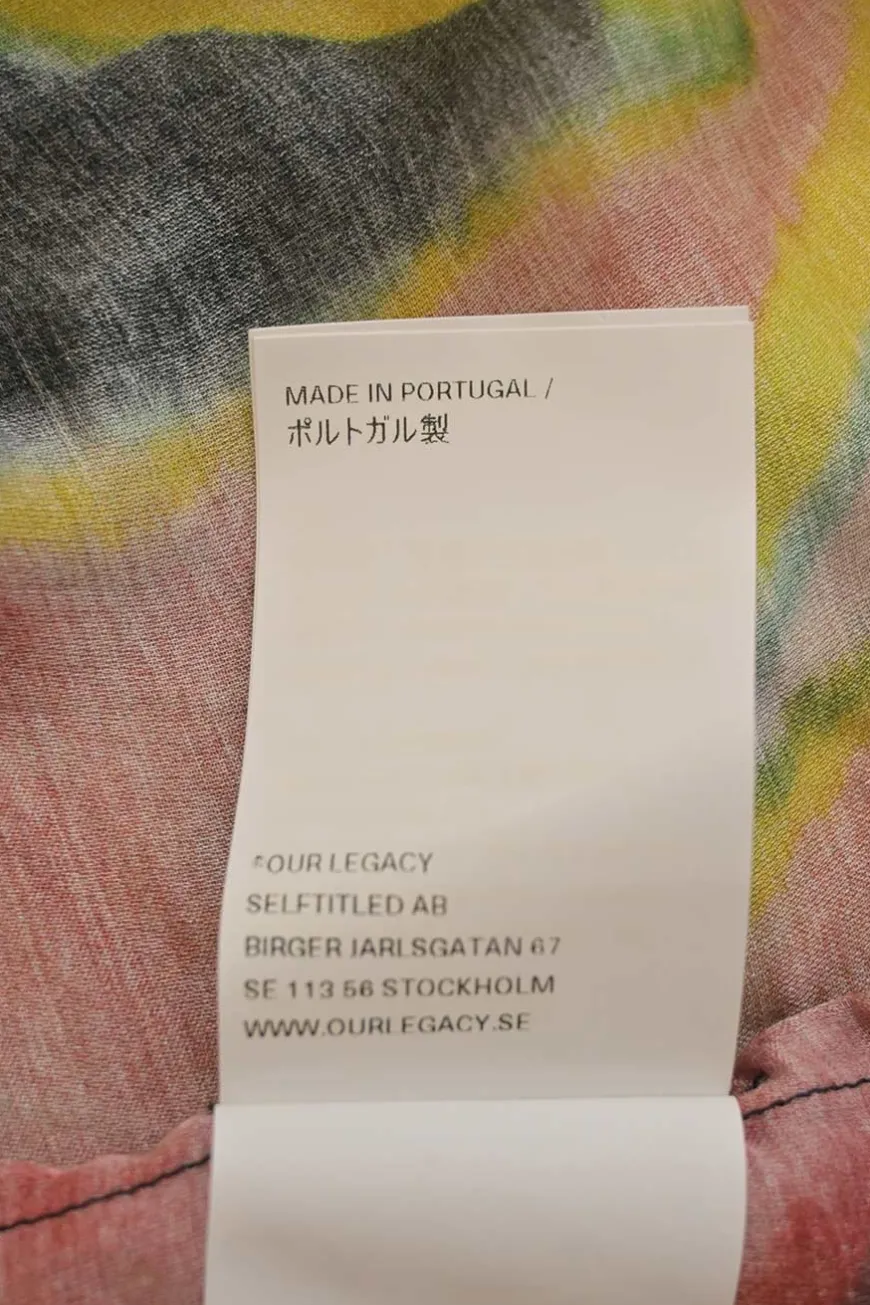 MADE IN PORTUGAL /
ポルトガル製
©OUR LEGACY
SELFTITLED AB
BIRGER JARLSGATAN 67
SE 113 56 STOCKHOLM
WWW.OURLEGACY.SE